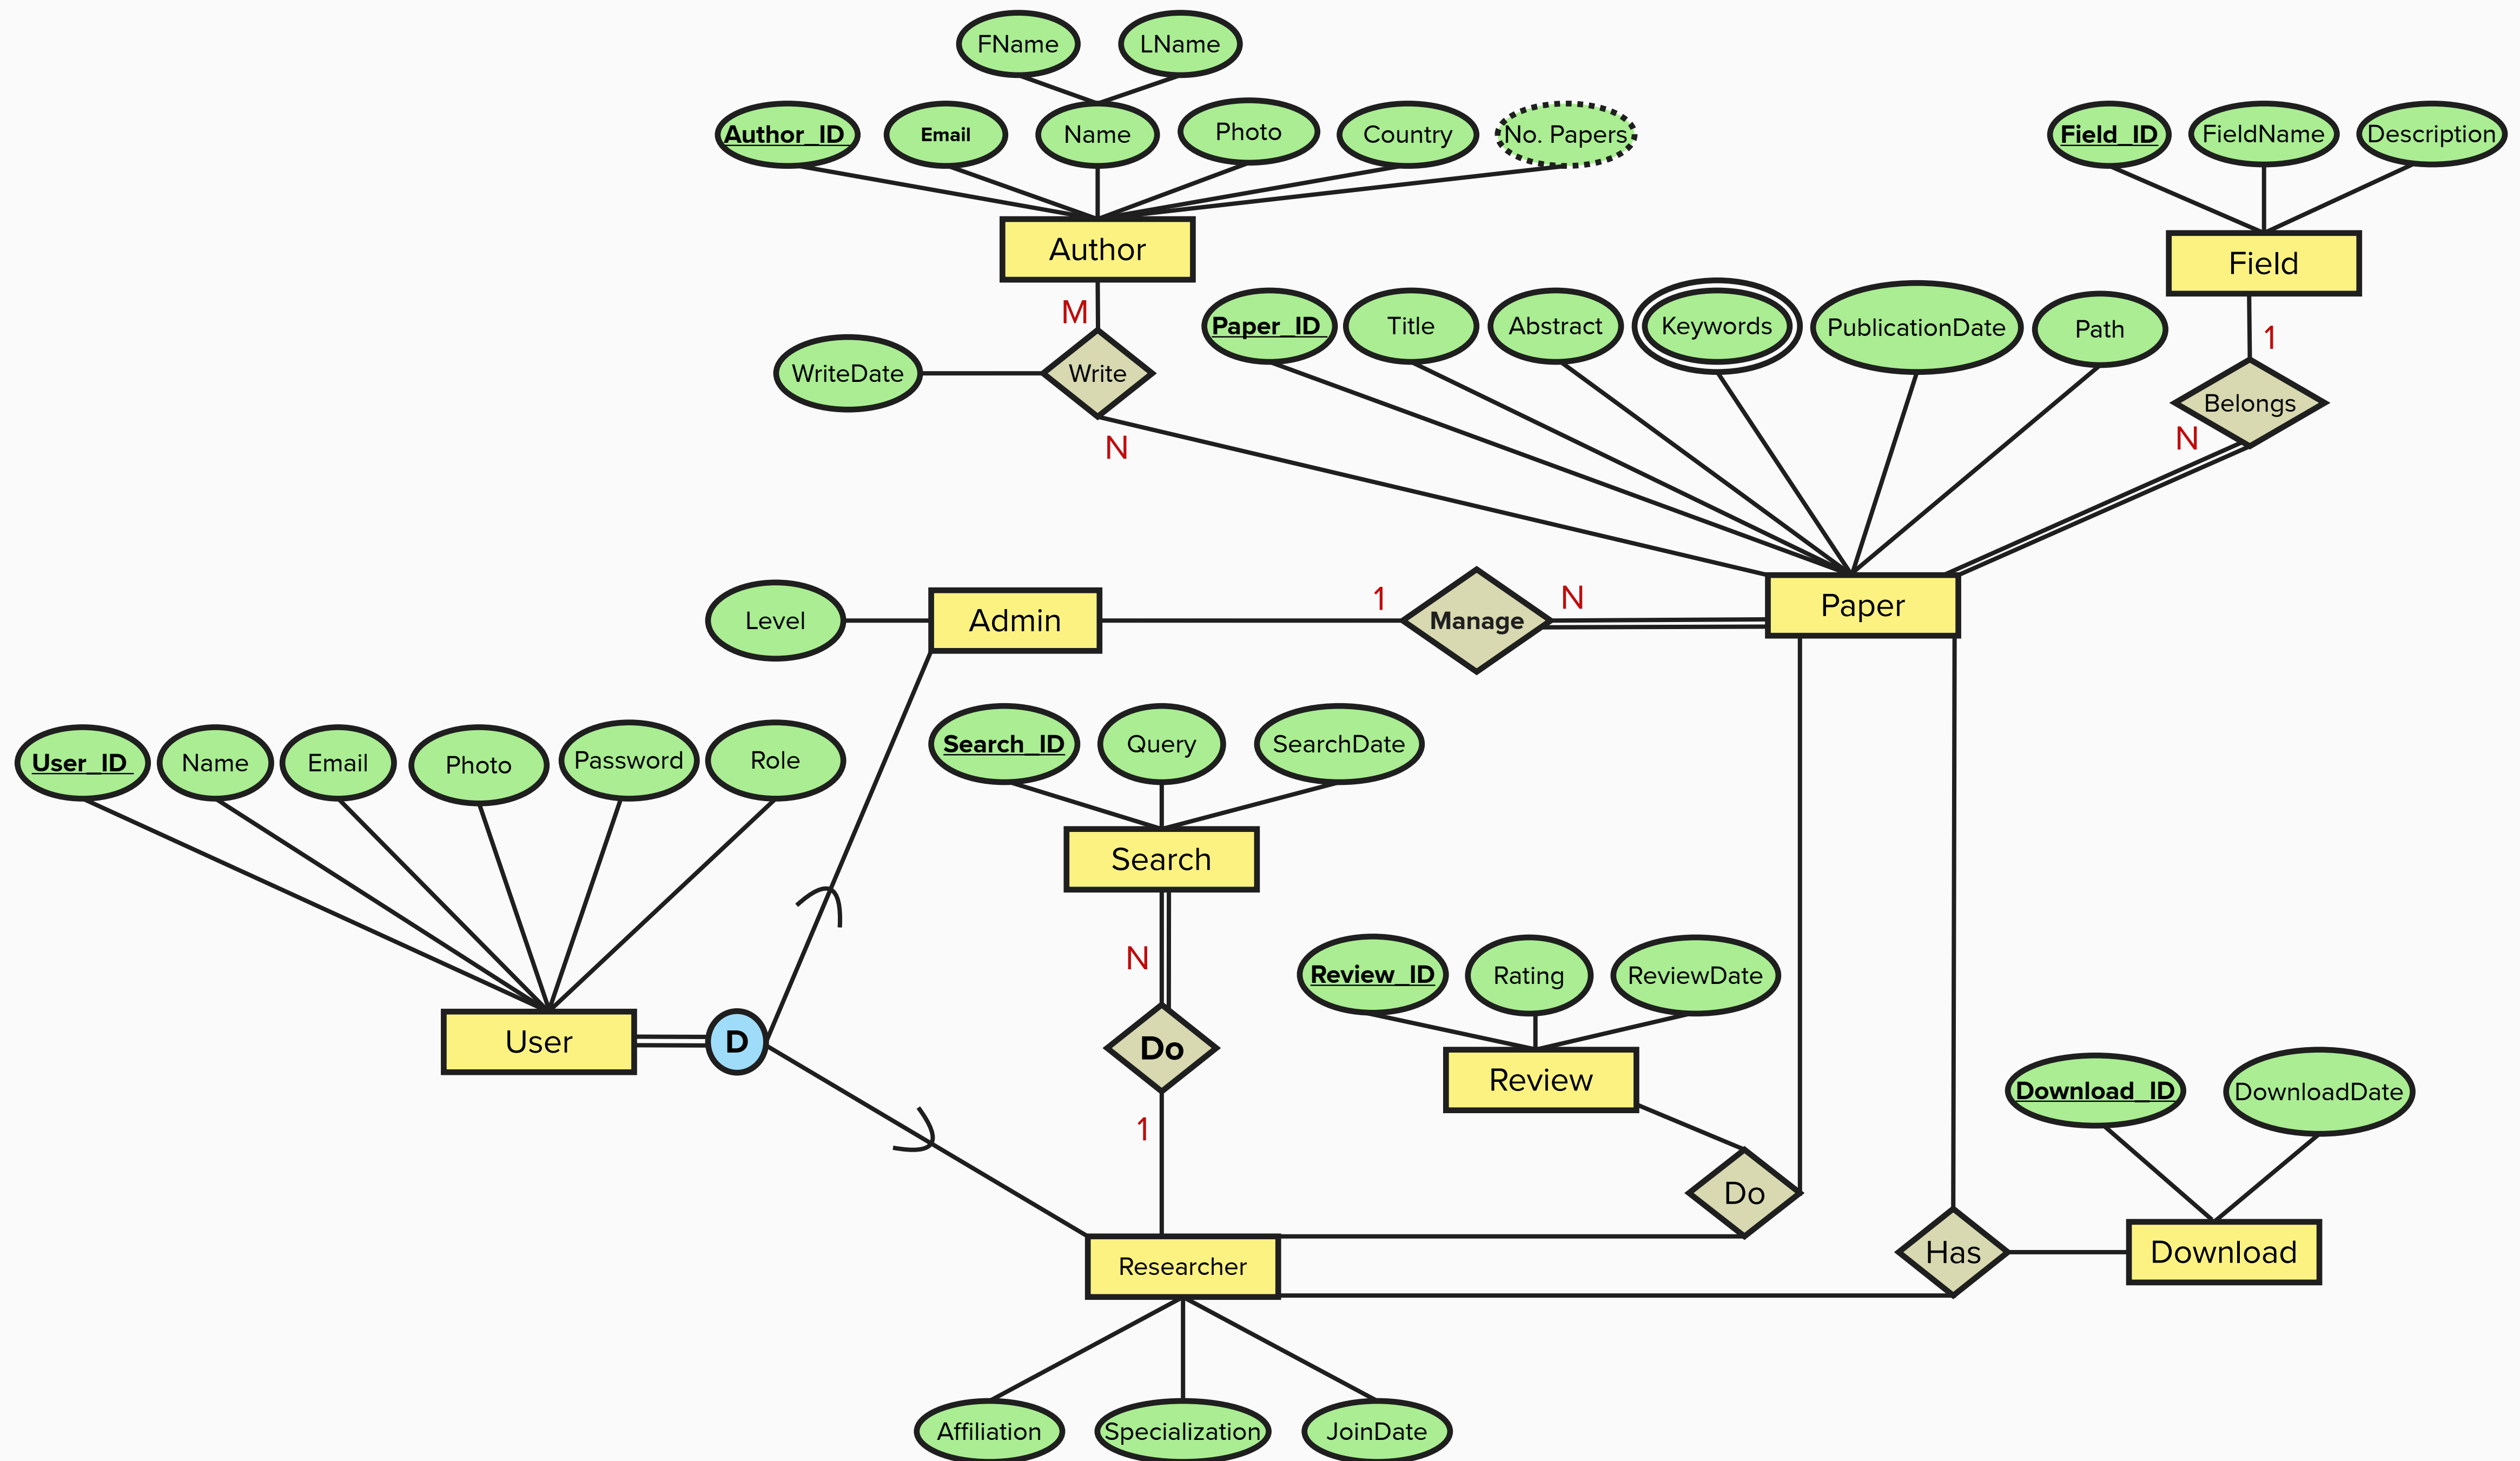 FName
LName
Author_ID
Email
Name
Photo
Country
No. Papers
Field_ID
FieldName
Description
Author
Field
M
Paper_ID
Title
Abstract
Keywords
PublicationDate
Path
1
WriteDate
Write
Belongs
N
N
Level
Admin
1
Manage
N
Paper
User_ID
Name
Email
Photo
Password
Role
Search_ID
Query
SearchDate
Search
N
Review_ID
Rating
ReviewDate
User
D
Do
Review
Download_ID
DownloadDate
1
Do
Researcher
Has
Download
Affiliation
Specialization
JoinDate